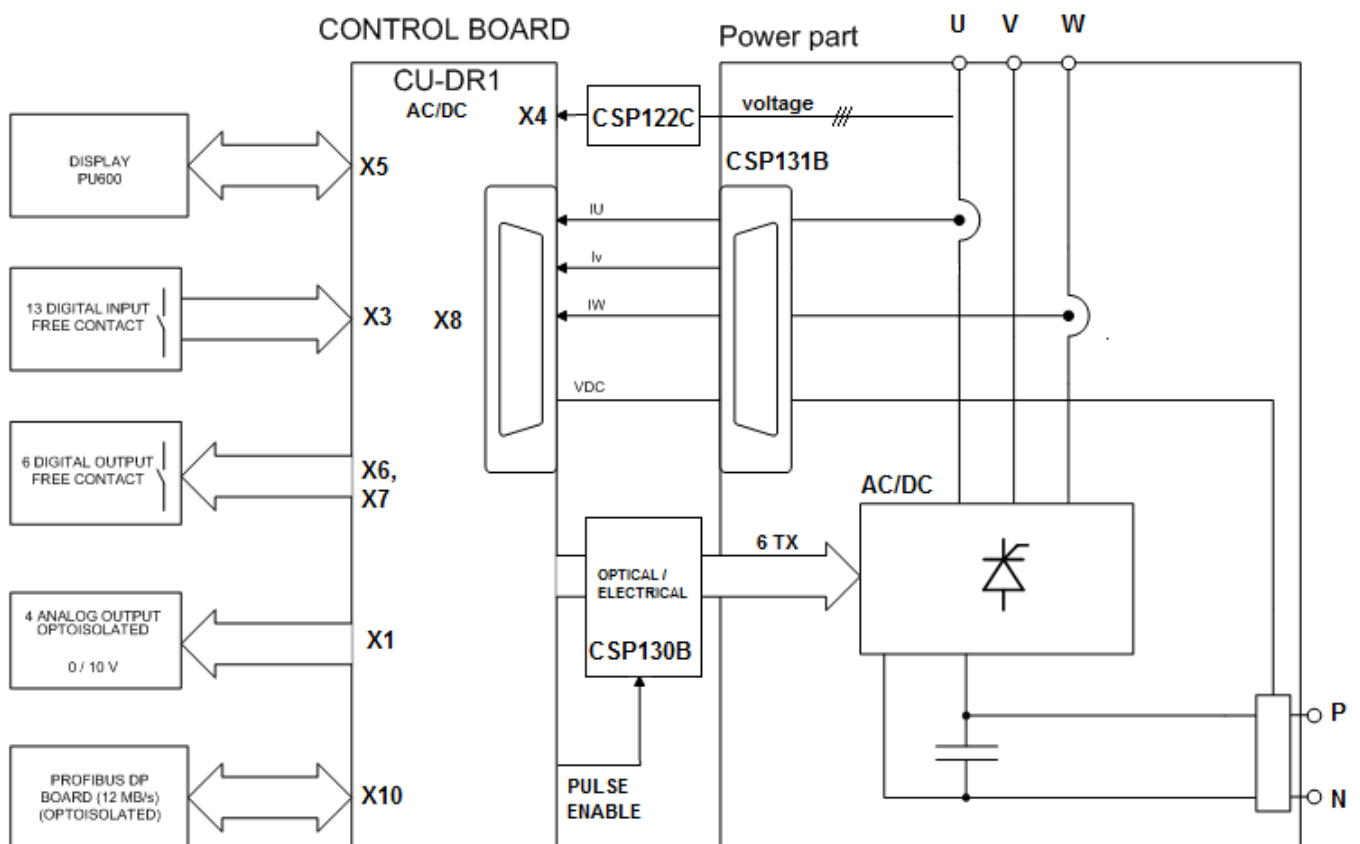 CONTROL BOARD
Power part
U V W
CU-DR1
AC/DC
X4
CSP122C
voltage
DISPLAY
PU600
X5
CSP131B
IU
Iv
IW
VDC
13 DIGITAL INPUT
FREE CONTACT
X3
X8
6 DIGITAL OUTPUT
FREE CONTACT
X6,
X7
AC/DC
6 TX
OPTICAL /
ELECTRICAL
CSP130B
4 ANALOG OUTPUT
OPTOISOLATED
0 / 10 V
X1
P
N
PROFIBUS DP
BOARD (12 MB/s)
(OPTOISOLATED)
X10
PULSE
ENABLE